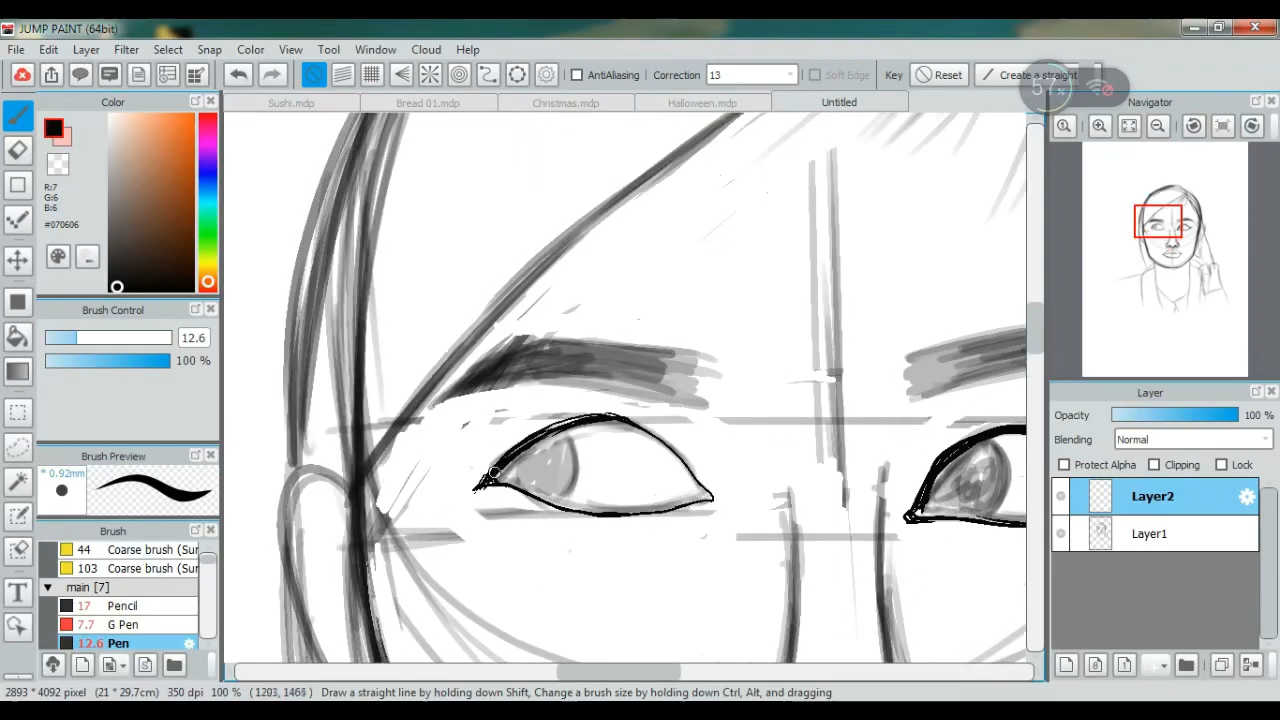 JUMP PAINT (64bit)
File Edit Layer Filter Select Snap Color View Tool Window Cloud Help
AntiAliasing Correction 13 Soft Edge Key Reset Create a straight
57%
Color
Sushi.mdp Bread 01.mdp Christmas.mdp Halloween.mdp Untitled
Navigator
R:7
G:6
B:6
#070606
Brush Control
12.6
100 %
Layer
Opacity 100 %
Blending Normal
Protect Alpha Clipping Lock
Layer2
Layer1
Brush Preview
* 0.92mm
Brush
44 Coarse brush (Sur
103 Coarse brush (Sur
main [7]
17 Pencil
7.7 G Pen
12.6 Pen
2893 * 4092 pixel (21 * 29.7cm) 350 dpi 100 % (1293, 1466) Draw a straight line by holding down Shift, Change a brush size by holding down Ctrl, Alt, and dragging